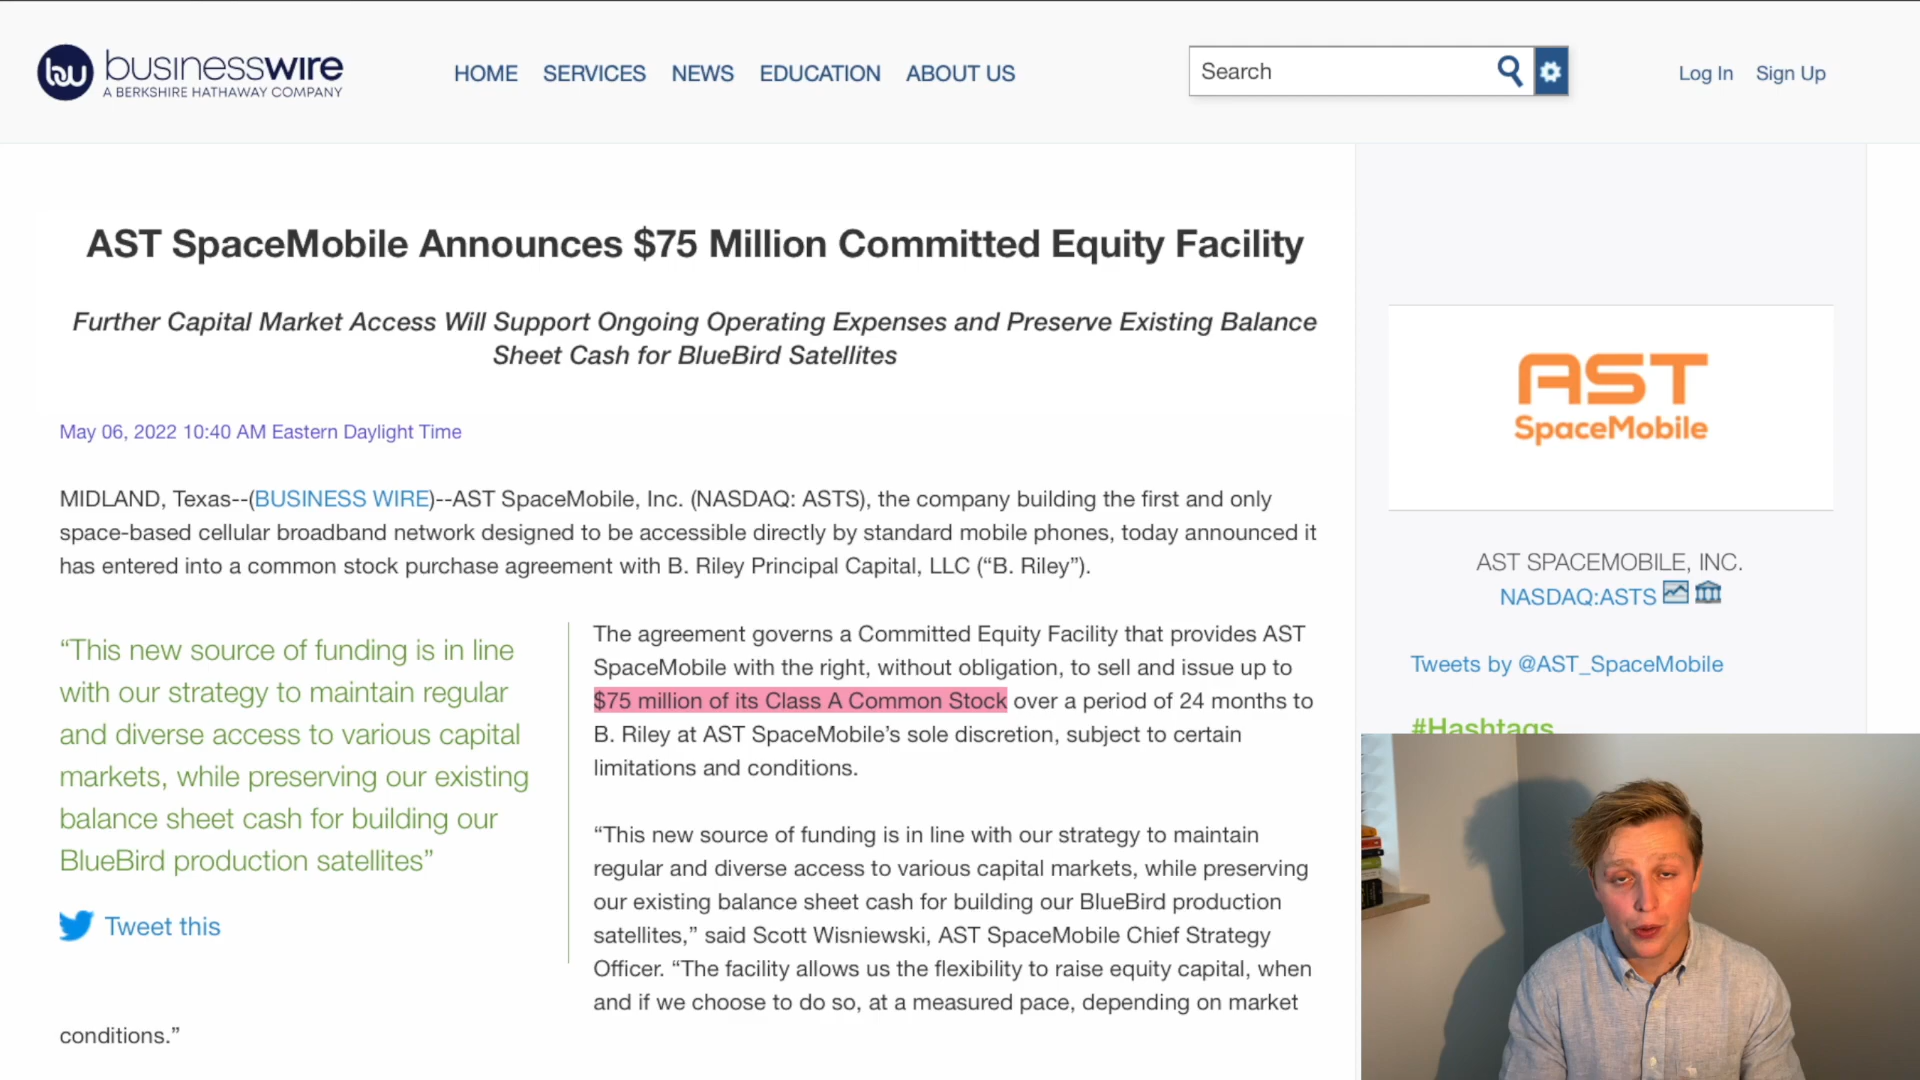 businesswire
A BERKSHIRE HATHAWAY COMPANY
HOME SERVICES NEWS EDUCATION ABOUT US
Search
Log In Sign Up
AST SpaceMobile Announces $75 Million Committed Equity Facility
Further Capital Market Access Will Support Ongoing Operating Expenses and Preserve Existing Balance
Sheet Cash for BlueBird Satellites
May 06, 2022 10:40 AM Eastern Daylight Time
MIDLAND, Texas--(BUSINESS WIRE)--AST SpaceMobile, Inc. (NASDAQ: ASTS), the company building the first and only
space-based cellular broadband network designed to be accessible directly by standard mobile phones, today announced it
has entered into a common stock purchase agreement with B. Riley Principal Capital, LLC (“B. Riley”).
“This new source of funding is in line
with our strategy to maintain regular
and diverse access to various capital
markets, while preserving our existing
balance sheet cash for building our
BlueBird production satellites”
Tweet this
The agreement governs a Committed Equity Facility that provides AST
SpaceMobile with the right, without obligation, to sell and issue up to
$75 million of its Class A Common Stock over a period of 24 months to
B. Riley at AST SpaceMobile’s sole discretion, subject to certain
limitations and conditions.
“This new source of funding is in line with our strategy to maintain
regular and diverse access to various capital markets, while preserving
our existing balance sheet cash for building our BlueBird production
satellites,” said Scott Wisniewski, AST SpaceMobile Chief Strategy
Officer. “The facility allows us the flexibility to raise equity capital, when
and if we choose to do so, at a measured pace, depending on market
conditions.”
AST
SpaceMobile
AST SPACEMOBILE, INC.
NASDAQ:ASTS
Tweets by @AST_SpaceMobile
#Hashtags